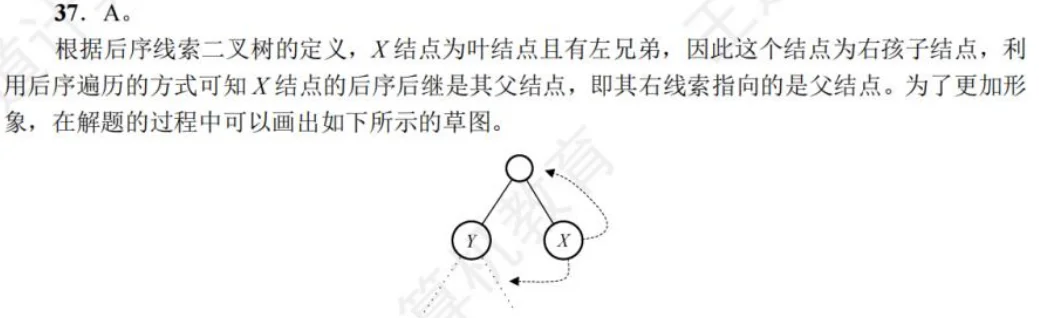 37. A。
根据后序线索二叉树的定义，X 结点为叶结点且有左兄弟，因此这个结点为右孩子结点，利
用后序遍历的方式可知 X 结点的后序后继是其父结点，即其右线索指向的是父结点。为了更加形
象，在解题的过程中可以画出如下所示的草图。
Y X
算机教育